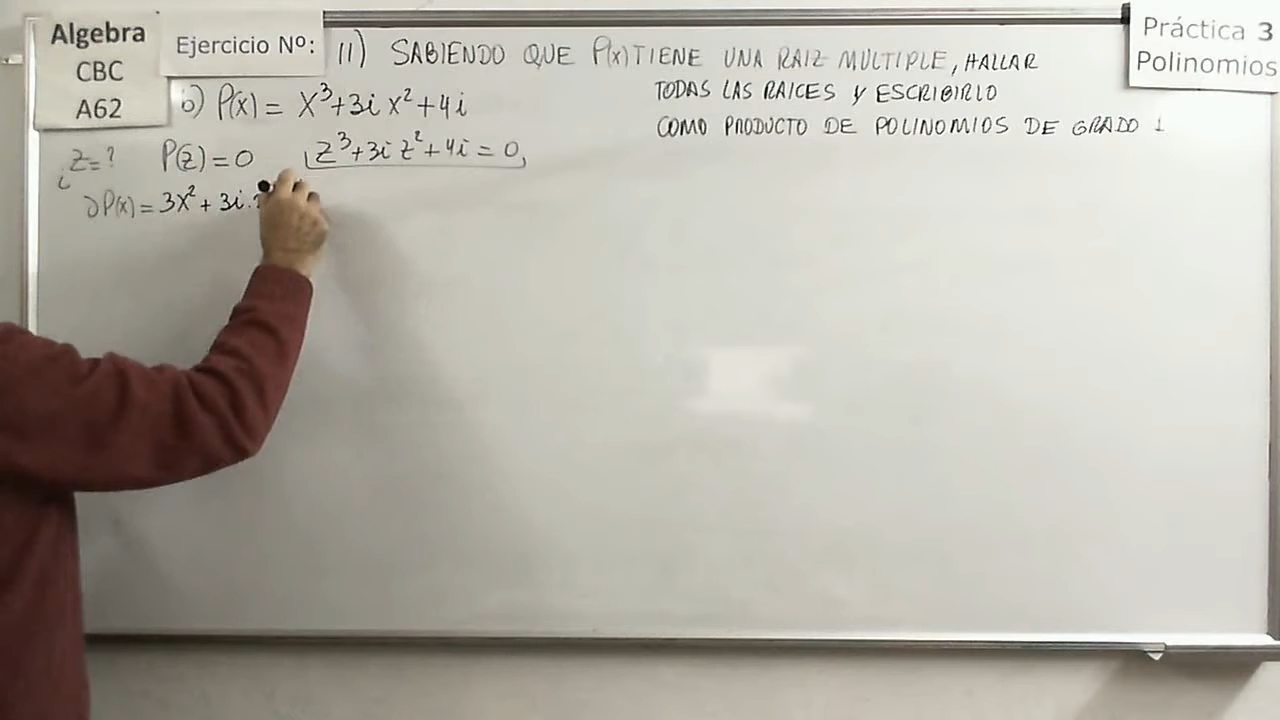 Algebra
CBC
A62
Ejercicio Nº:
Práctica 3
Polinomios
11) SABIENDO QUE P(x) TIENE UNA RAIZ MULTIPLE, HALLAR
TODAS LAS RAICES Y ESCRIBIRLO
COMO PRODUCTO DE POLINOMIOS DE GRADO 1
b) P(x) = x³+3i x²+4i
¿z=? P(z)=0 z³+3i z²+4i=0
∂P(x) = 3x² + 3i.